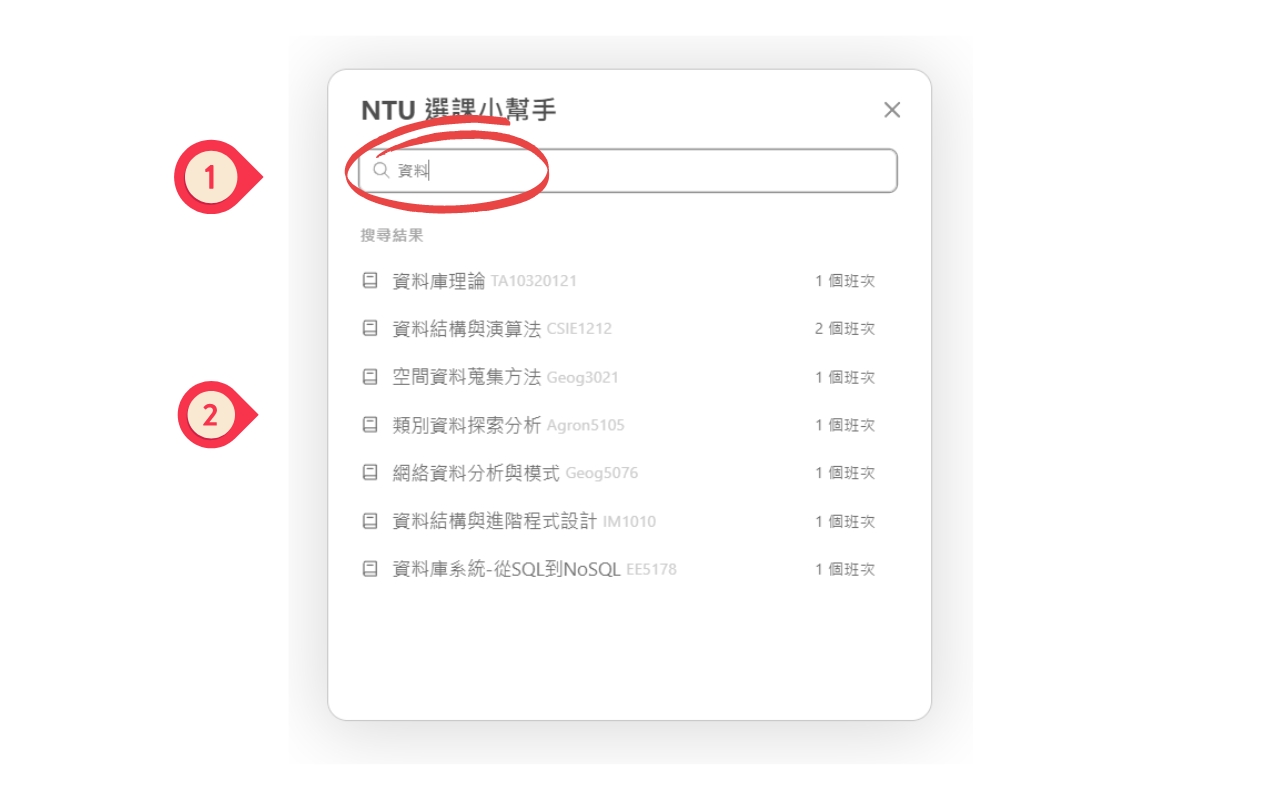 NTU 選課小幫手
1
資料
搜尋結果
資料庫理論 TA10320121 1 個班次
資料結構與演算法 CSIE1212 2 個班次
空間資料蒐集方法 Geog3021 1 個班次
2
類別資料探索分析 Agron5105 1 個班次
網絡資料分析與模式 Geog5076 1 個班次
資料結構與進階程式設計 IM1010 1 個班次
資料庫系統-從SQL到NoSQL EE5178 1 個班次